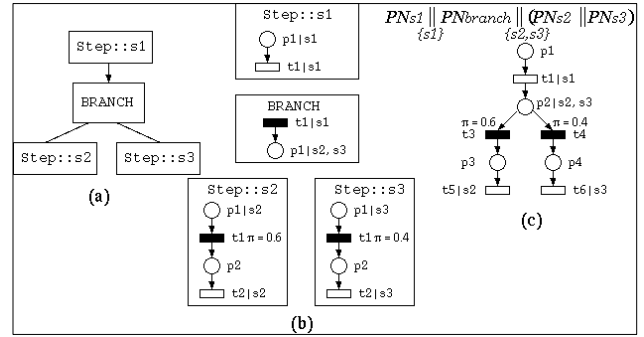 Step::s1
BRANCH
Step::s2
Step::s3
(a)
Step::s1
p1|s1
t1|s1
BRANCH
t1|s1
p1|s2,s3
Step::s2
p1|s2
t1 π = 0.6
p2
t2|s2
Step::s3
p1|s3
t1 π = 0.4
p2
t2|s3
(b)
PNs1 || PNbranch || (PNs2 || PNs3)
{s1} {s2,s3}
p1
t1|s1
p2|s2, s3
π = 0.6 π = 0.4
t3 t4
p3 p4
t5|s2 t6|s3
(c)